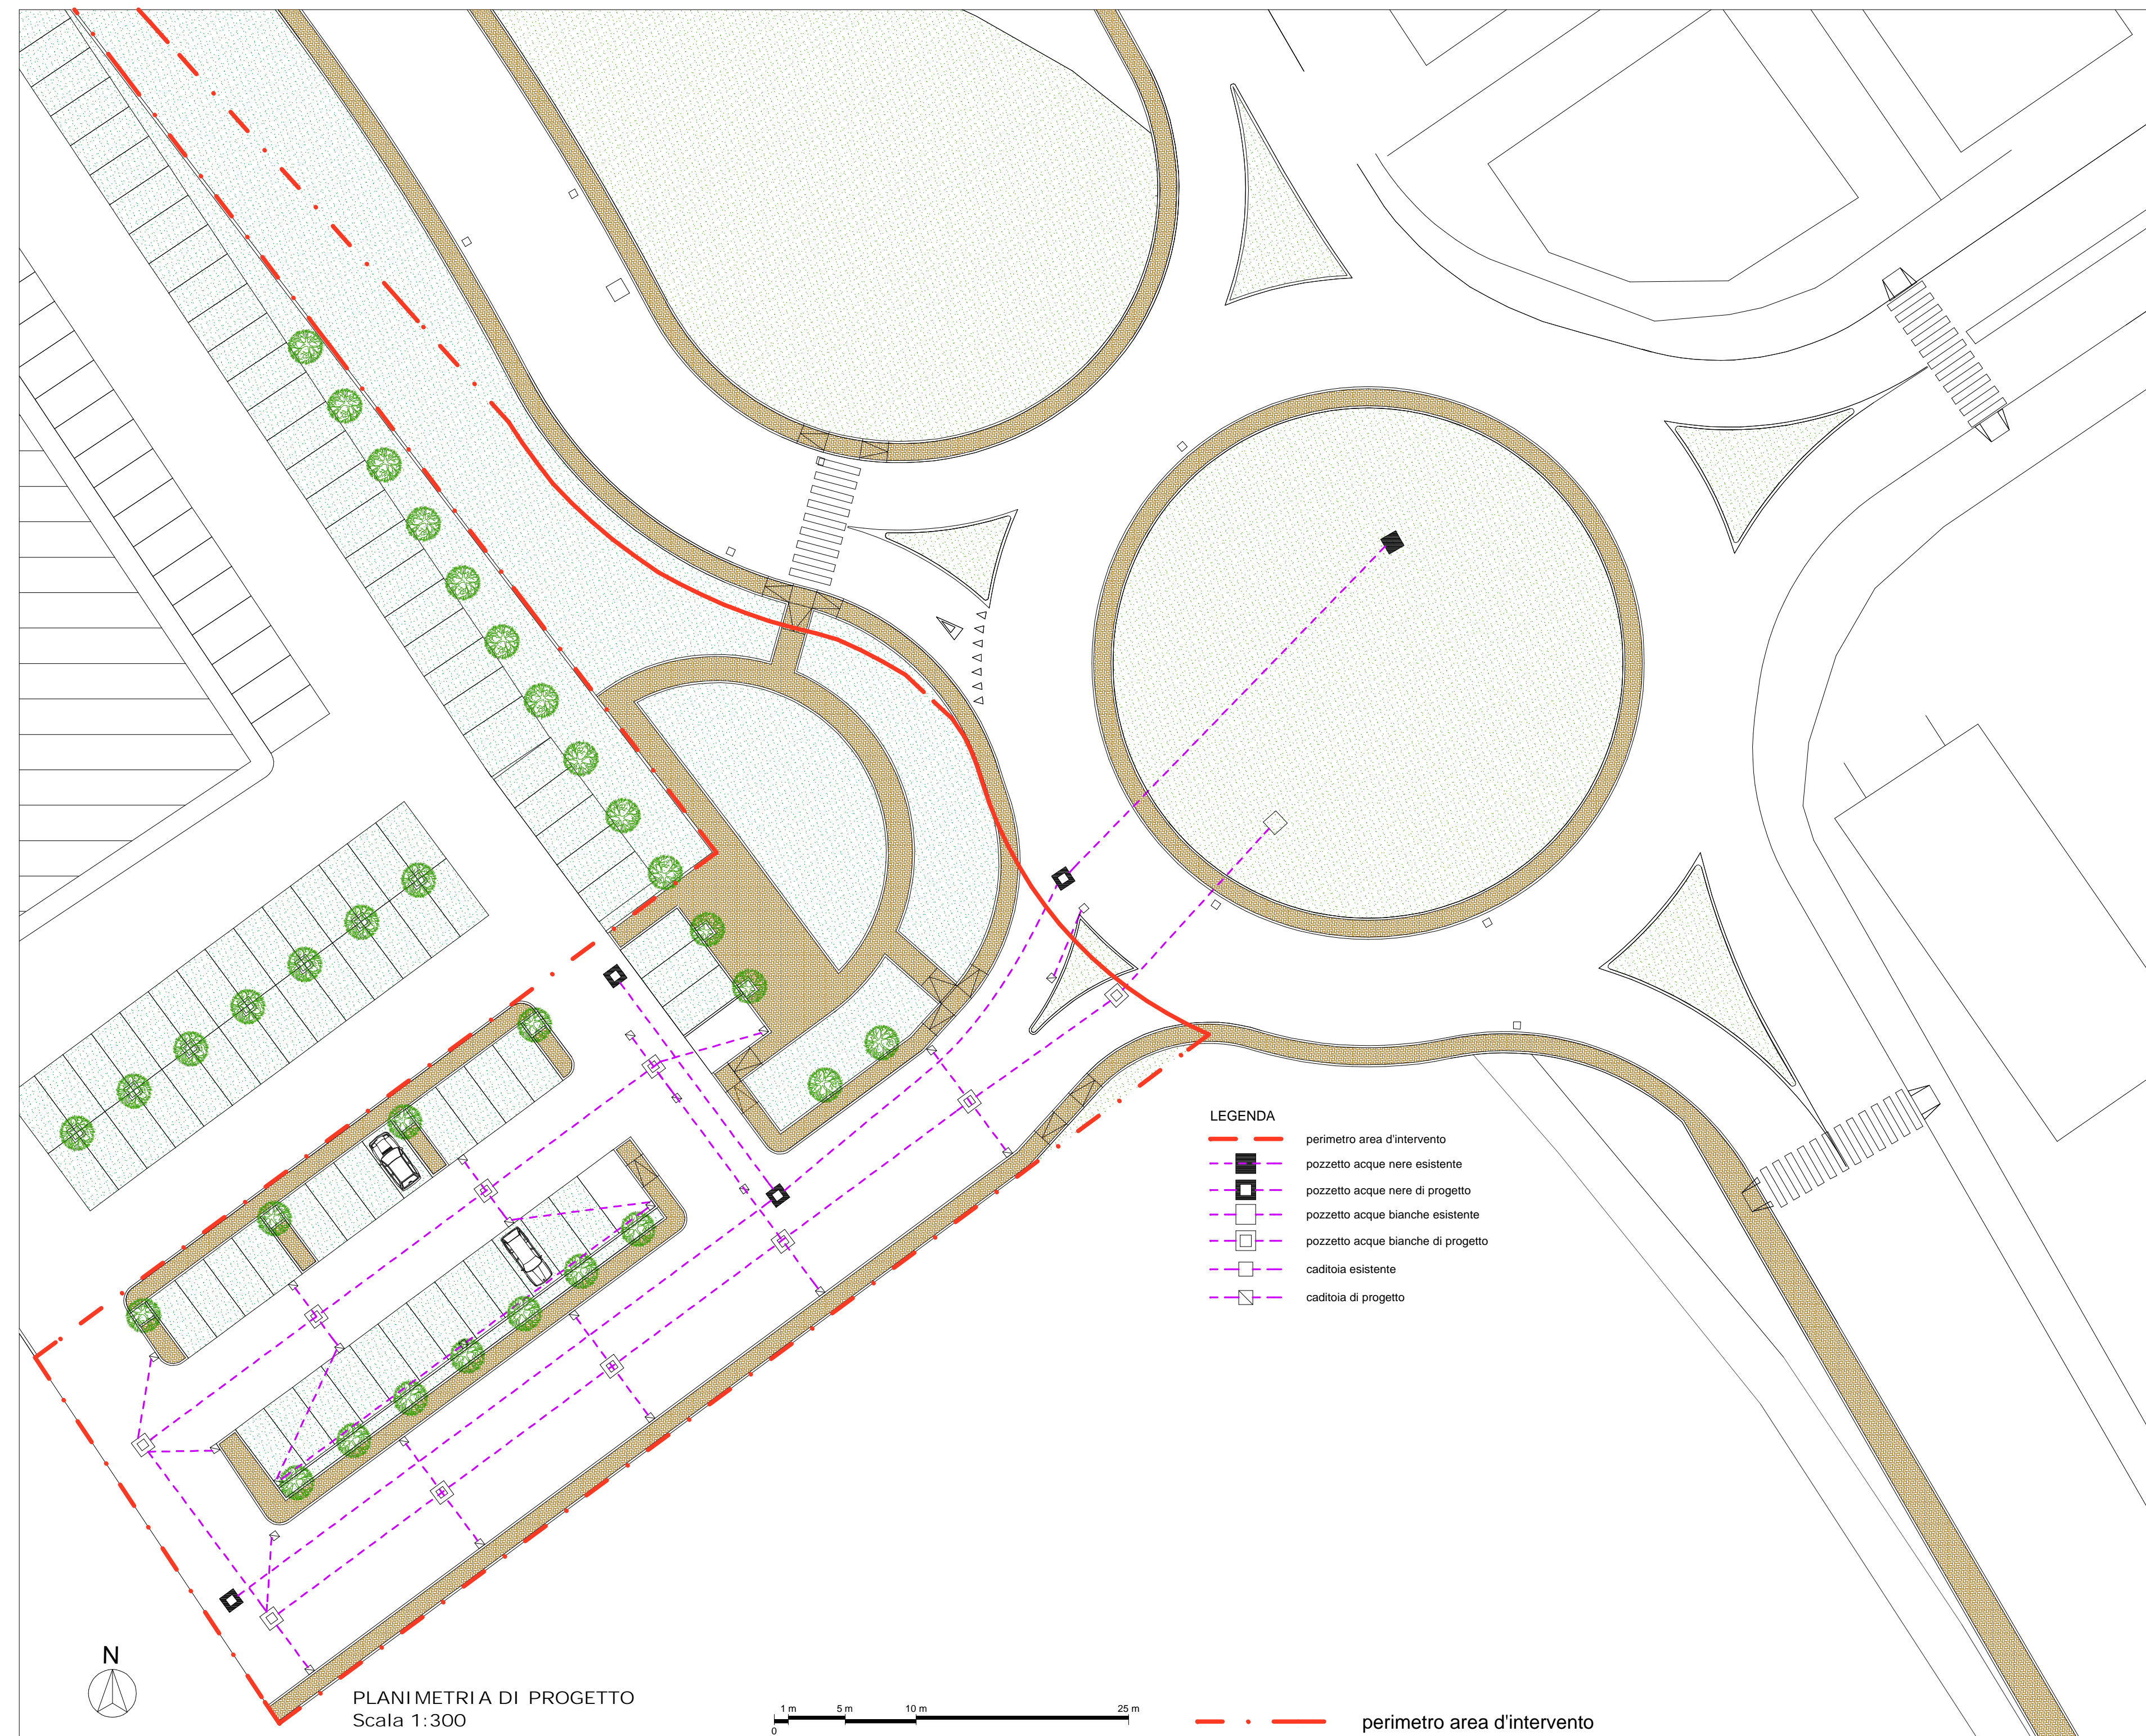 LEGENDA
perimetro area d'intervento
pozzetto acque nere esistente
pozzetto acque nere di progetto
pozzetto acque bianche esistente
pozzetto acque bianche di progetto
caditoia esistente
caditoia di progetto
N
PLANIMETRIA DI PROGETTO
Scala 1:300
1 m 5 m 10 m 25 m
0
perimetro area d'intervento